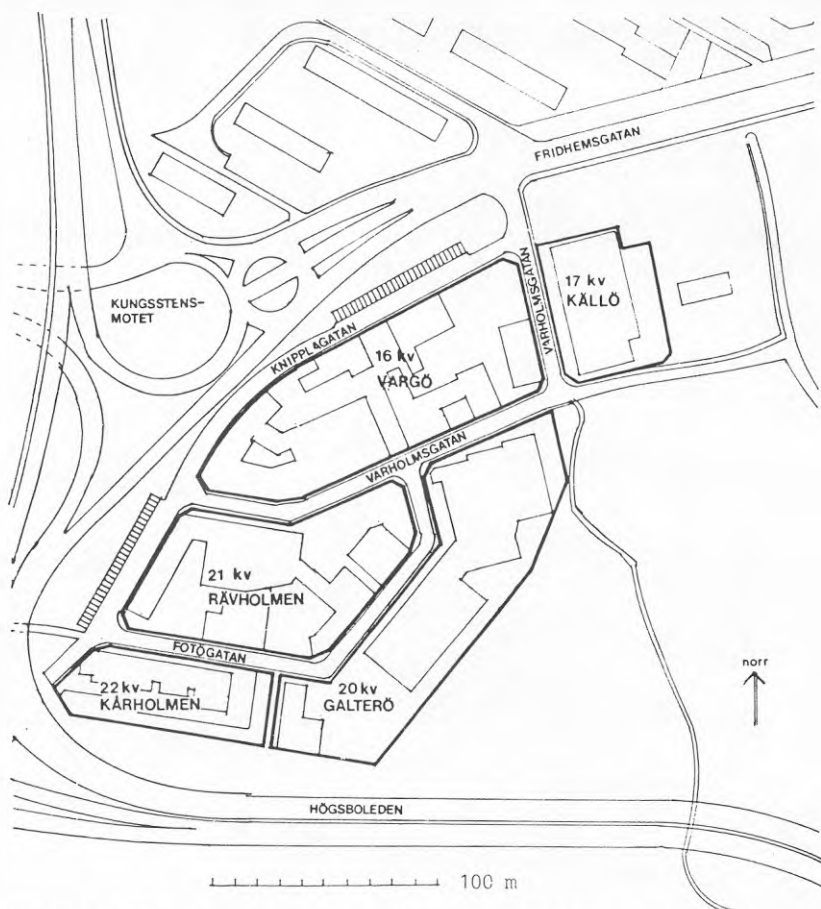 FRIDHEMSGATAN
KUNGSSTENS-
MOTET
KNIPPLAGATAN
VARHOLMSGATAN
17 kv
KÄLLÖ
16 kv
VARGÖ
VARHOLMSGATAN
21 kv
RÄVHOLMEN
FOTÖGATAN
22 kv
KÅRHOLMEN
20 kv
GALTERÖ
norr
HÖGSBOLEDEN
100 m